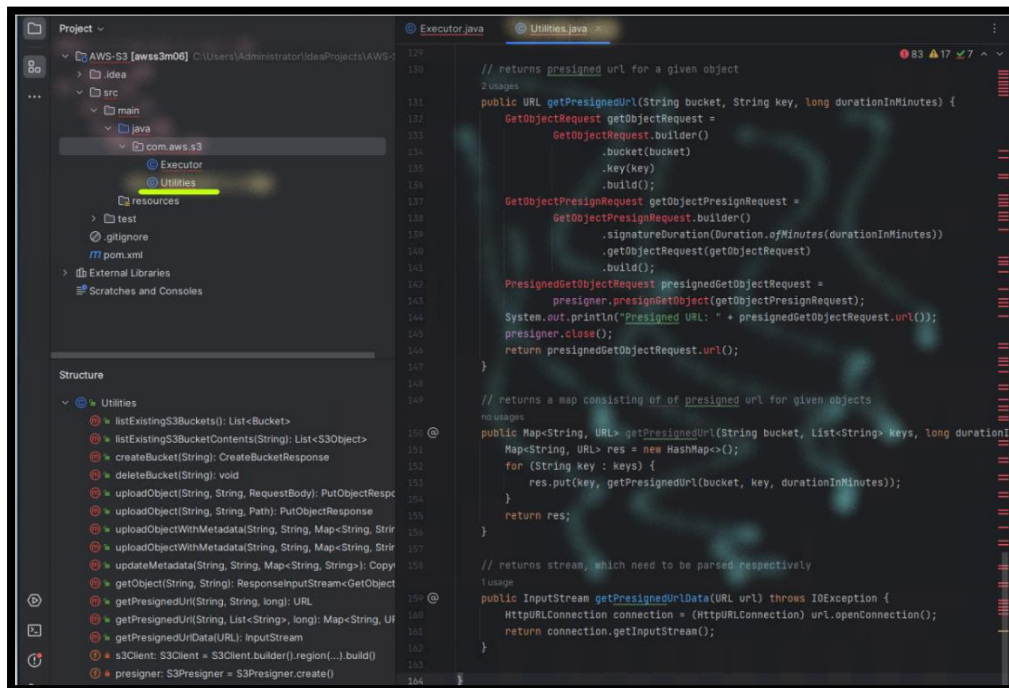 Project
AWS-S3 [awss3m06] C:\Users\Administrator\IdeaProjects\AWS-S
.idea
src
main
java
com.aws.s3
Executor
Utilities
resources
test
.gitignore
pom.xml
External Libraries
Scratches and Consoles
Structure
Utilities
listExistingS3Buckets(): List<Bucket>
listExistingS3BucketContents(String): List<S3Object>
createBucket(String): CreateBucketResponse
deleteBucket(String): void
uploadObject(String, String, RequestBody): PutObjectRespo
uploadObject(String, String, Path): PutObjectResponse
uploadObjectWithMetadata(String, String, Map<String, Strin
uploadObjectWithMetadata(String, String, Map<String, Strin
updateMetadata(String, String, Map<String, String>): Copy
getObject(String, String): ResponseInputStream<GetObject
getPresignedUrl(String, String, long): URL
getPresignedUrl(String, List<String>, long): Map<String, UR
getPresignedUrlData(URL): InputStream
s3Client: S3Client = S3Client.builder().region(...).build()
presigner: S3Presigner = S3Presigner.create()
Executor.java
Utilities.java
83 17 7
129
130 // returns presigned url for a given object
2 usages
131 public URL getPresignedUrl(String bucket, String key, long durationInMinutes) {
132 GetObjectRequest getObjectRequest =
133 GetObjectRequest.builder()
134 .bucket(bucket)
135 .key(key)
136 .build();
137 GetObjectPresignRequest getObjectPresignRequest =
138 GetObjectPresignRequest.builder()
139 .signatureDuration(Duration.ofMinutes(durationInMinutes))
140 .getObjectRequest(getObjectRequest)
141 .build();
142 PresignedGetObjectRequest presignedGetObjectRequest =
143 presigner.presignGetObject(getObjectPresignRequest);
144 System.out.println("Presigned URL: " + presignedGetObjectRequest.url());
145 presigner.close();
146 return presignedGetObjectRequest.url();
147 }
148
149 // returns a map consisting of of presigned url for given objects
no usages
150 public Map<String, URL> getPresignedUrl(String bucket, List<String> keys, long durationI
151 Map<String, URL> res = new HashMap<>();
152 for (String key : keys) {
153 res.put(key, getPresignedUrl(bucket, key, durationInMinutes));
154 }
155 return res;
156 }
157
158 // returns stream, which need to be parsed respectively
1 usage
159 public InputStream getPresignedUrlData(URL url) throws IOException {
160 HttpURLConnection connection = (HttpURLConnection) url.openConnection();
161 return connection.getInputStream();
162 }
163
164 }